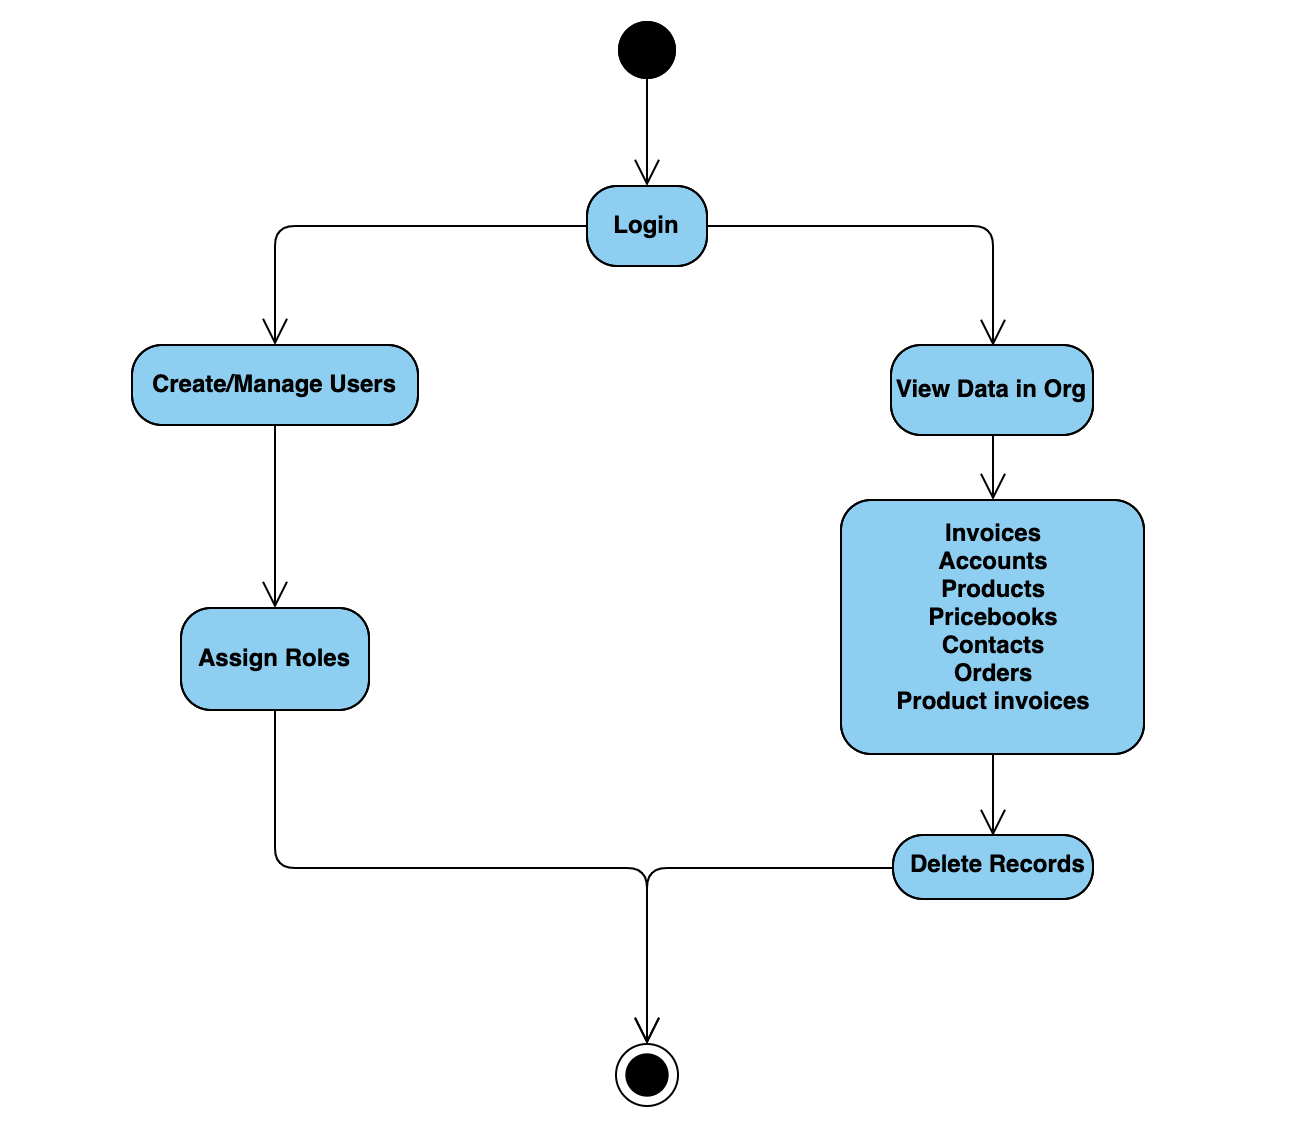 Login
Create/Manage Users
View Data in Org
Invoices
Accounts
Products
Pricebooks
Contacts
Orders
Product invoices
Assign Roles
Delete Records